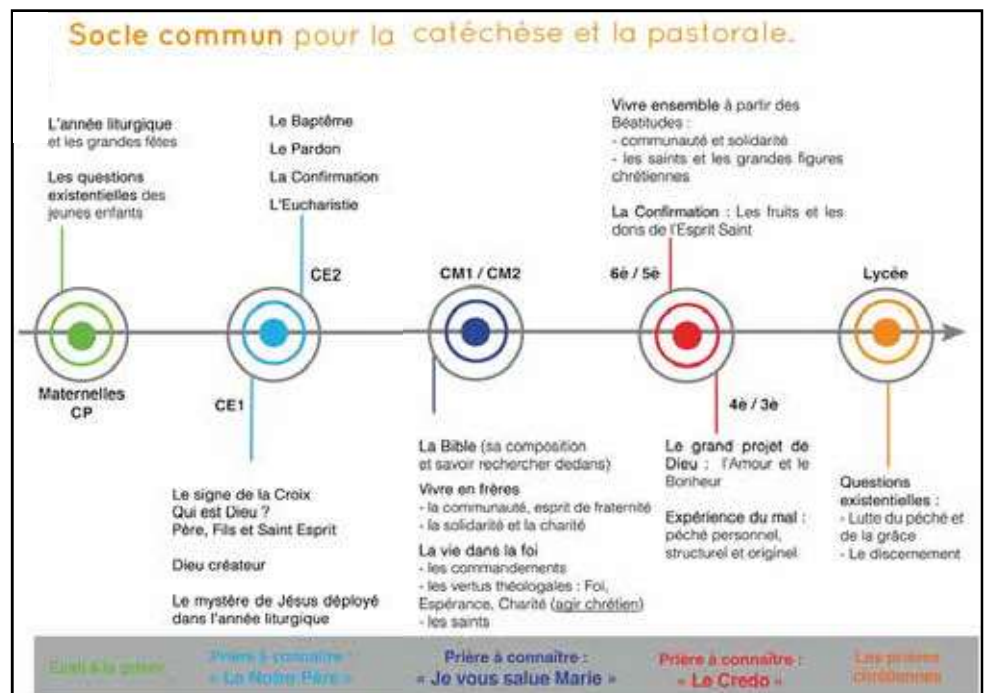 Socle commun pour la catéchèse et la pastorale.
L'année liturgique
et les grandes fêtes
Les questions
existentielles des
jeunes enfants
Maternelles
CP
Le Baptême
Le Pardon
La Confirmation
L'Eucharistie
CE2
CE1
Le signe de la Croix
Qui est Dieu ?
Père, Fils et Saint Esprit
Dieu créateur
Le mystère de Jésus déployé
dans l'année liturgique
CM1 / CM2
La Bible (sa composition
et savoir rechercher dedans)
Vivre en frères
- la communauté, esprit de fraternité
- la solidarité et la charité
La vie dans la foi
- les commandements
- les vertus théologales : Foi,
Espérance, Charité (agir chrétien)
- les saints
Vivre ensemble à partir des
Béatitudes :
- communauté et solidarité
- les saints et les grandes figures
chrétiennes
La Confirmation : Les fruits et les
dons de l'Esprit Saint
6è / 5è
4è / 3è
Le grand projet de
Dieu : l'Amour et le
Bonheur
Expérience du mal :
péché personnel,
structurel et originel
Lycée
Questions
existentielles :
- Lutte du péché et
de la grâce
- Le discernement
Prière à connaître :
« Le Notre Père »
Prière à connaître :
« Je vous salue Marie »
Prière à connaître :
« Le Credo »
Les prières
chrétiennes